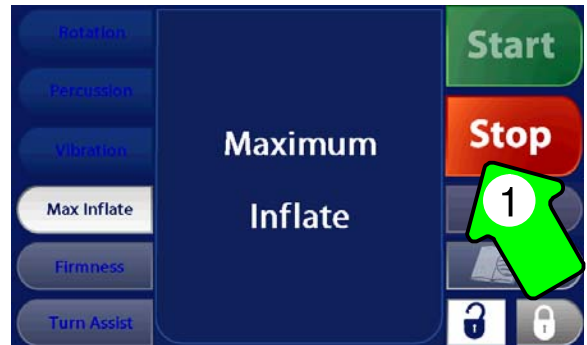 Rotation
Percussion
Vibration
Max Inflate
Firmness
Turn Assist
Maximum
Inflate
Start
Stop
1